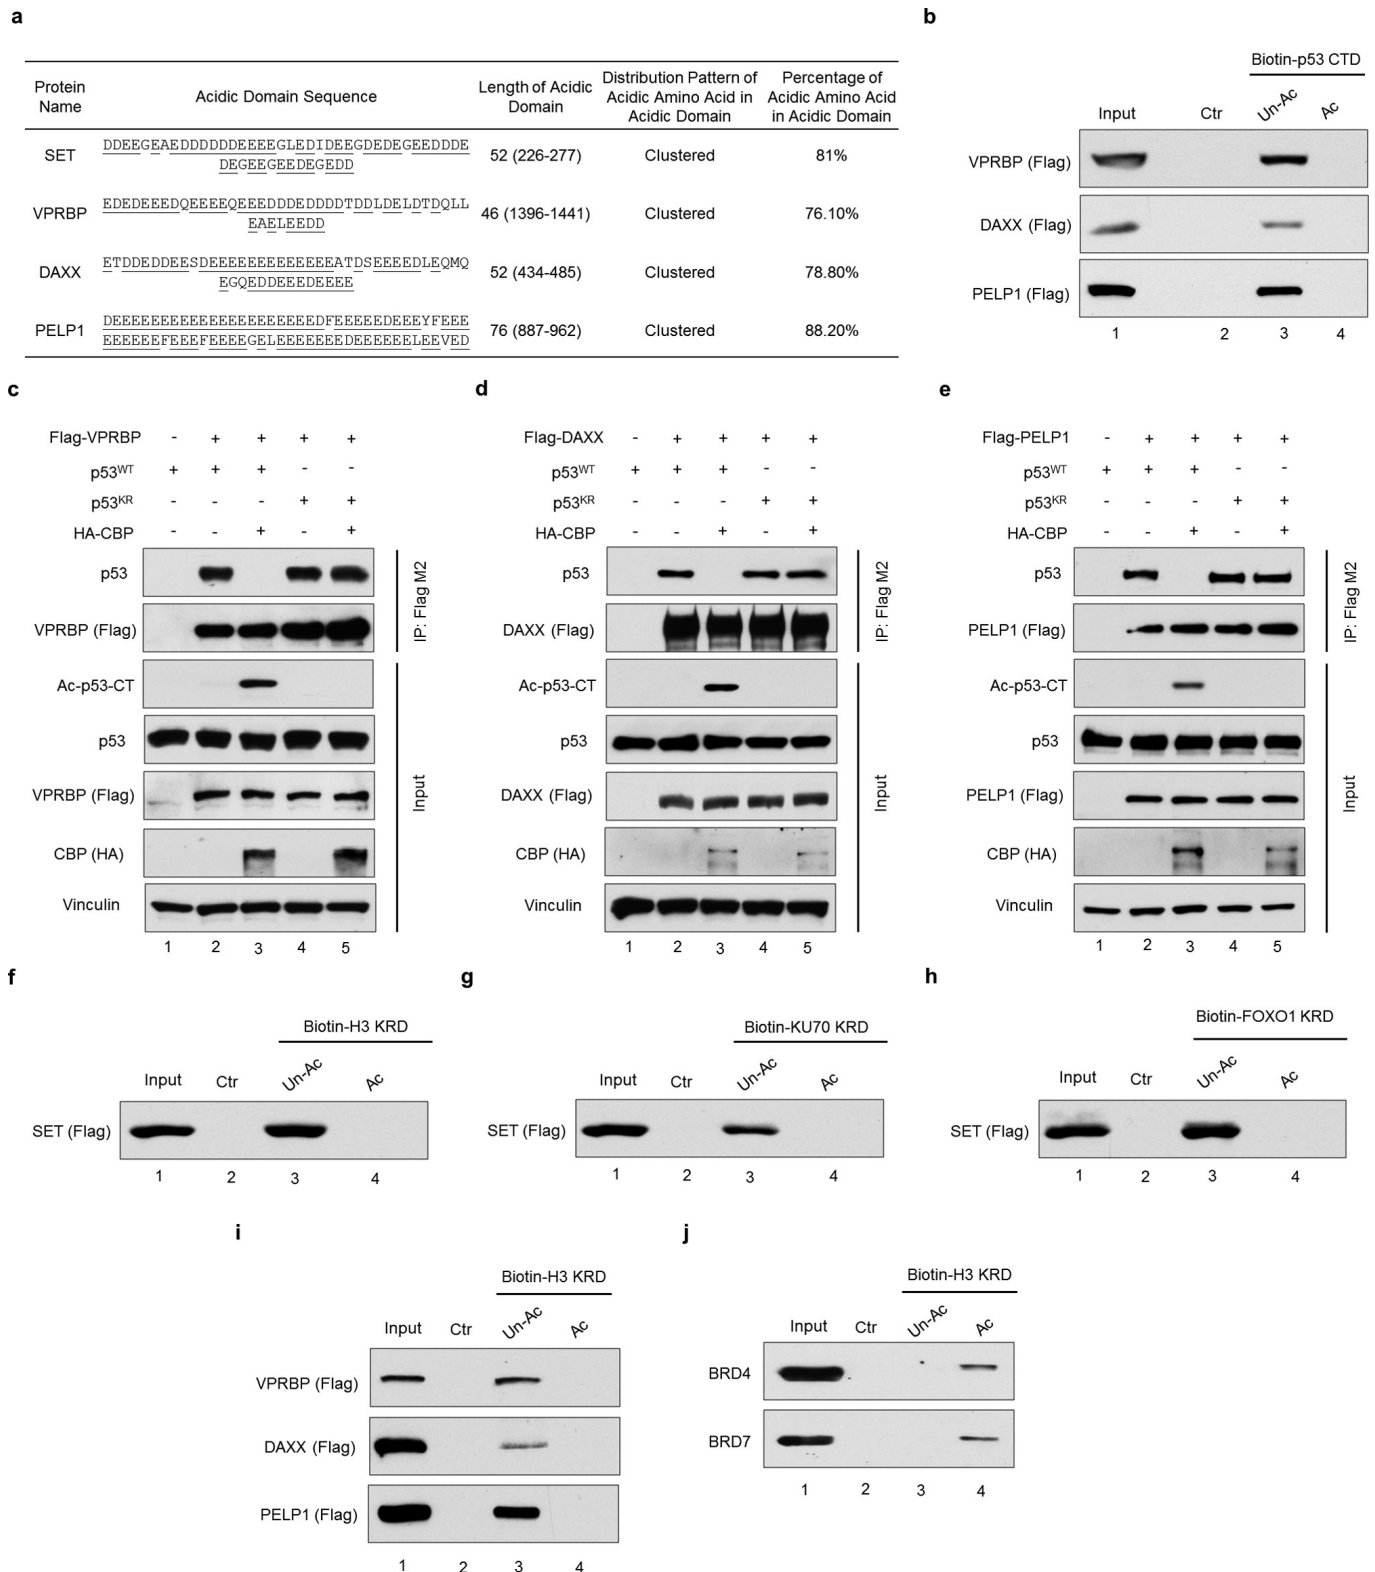 a
Protein Name
Acidic Domain Sequence
Length of Acidic Domain
Distribution Pattern of Acidic Amino Acid in Acidic Domain
Percentage of Acidic Amino Acid in Acidic Domain
SET
DDEEGEAEDDDDDDEEEEGLEDIDEEGDEDEGEEDDDE
DEGEEGEEDEGEDD
52 (226-277)
Clustered
81%
VPRBP
EDEDEEEDQEEEEQEEEDDDEDDDDTDDLDELDTDQLL
EAELEEDD
46 (1396-1441)
Clustered
76.10%
DAXX
ETDDEDDEESDEEEEEEEEEEEEEATDSEEEEDLEQMQ
EGQEDDEEEDEEEE
52 (434-485)
Clustered
78.80%
PELP1
DEEEEEEEEEEEEEEEEEEEEEEDFEEEEEDEEEYFEEE
EEEEEEFEEEFEEEEGELEEEEEEEDEEEEEELEEVED
76 (887-962)
Clustered
88.20%
b
Biotin-p53 CTD
Input Ctr Un-Ac Ac
VPRBP (Flag)
DAXX (Flag)
PELP1 (Flag)
1 2 3 4
c
Flag-VPRBP - + + + +
p53WT + + + - -
p53KR - - - + +
HA-CBP - - + - +
p53
VPRBP (Flag)
IP: Flag M2
Ac-p53-CT
p53
VPRBP (Flag)
CBP (HA)
Vinculin
Input
1 2 3 4 5
d
Flag-DAXX - + + + +
p53WT + + + - -
p53KR - - - + +
HA-CBP - - + - +
p53
DAXX (Flag)
IP: Flag M2
Ac-p53-CT
p53
DAXX (Flag)
CBP (HA)
Vinculin
Input
1 2 3 4 5
e
Flag-PELP1 - + + + +
p53WT + + + - -
p53KR - - - + +
HA-CBP - - + - +
p53
PELP1 (Flag)
IP: Flag M2
Ac-p53-CT
p53
PELP1 (Flag)
CBP (HA)
Vinculin
Input
1 2 3 4 5
f
Biotin-H3 KRD
Input Ctr Un-Ac Ac
SET (Flag)
1 2 3 4
g
Biotin-KU70 KRD
Input Ctr Un-Ac Ac
SET (Flag)
1 2 3 4
h
Biotin-FOXO1 KRD
Input Ctr Un-Ac Ac
SET (Flag)
1 2 3 4
i
Biotin-H3 KRD
Input Ctr Un-Ac Ac
VPRBP (Flag)
DAXX (Flag)
PELP1 (Flag)
1 2 3 4
j
Biotin-H3 KRD
Input Ctr Un-Ac Ac
BRD4
BRD7
1 2 3 4